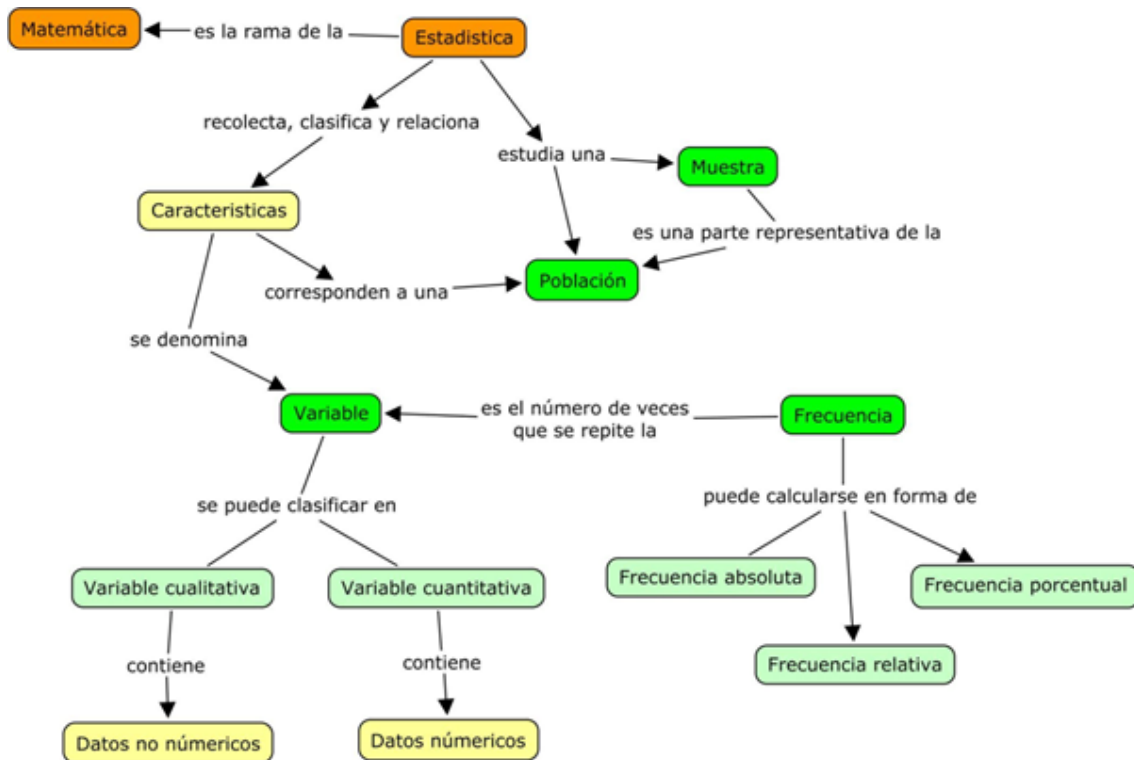 Matemática
es la rama de la
Estadistica
recolecta, clasifica y relaciona
estudia una
Muestra
Caracteristicas
es una parte representativa de la
corresponden a una
Población
se denomina
Variable
es el número de veces
que se repite la
Frecuencia
se puede clasificar en
puede calcularse en forma de
Variable cualitativa
Variable cuantitativa
Frecuencia absoluta
Frecuencia porcentual
contiene
contiene
Frecuencia relativa
Datos no númericos
Datos númericos